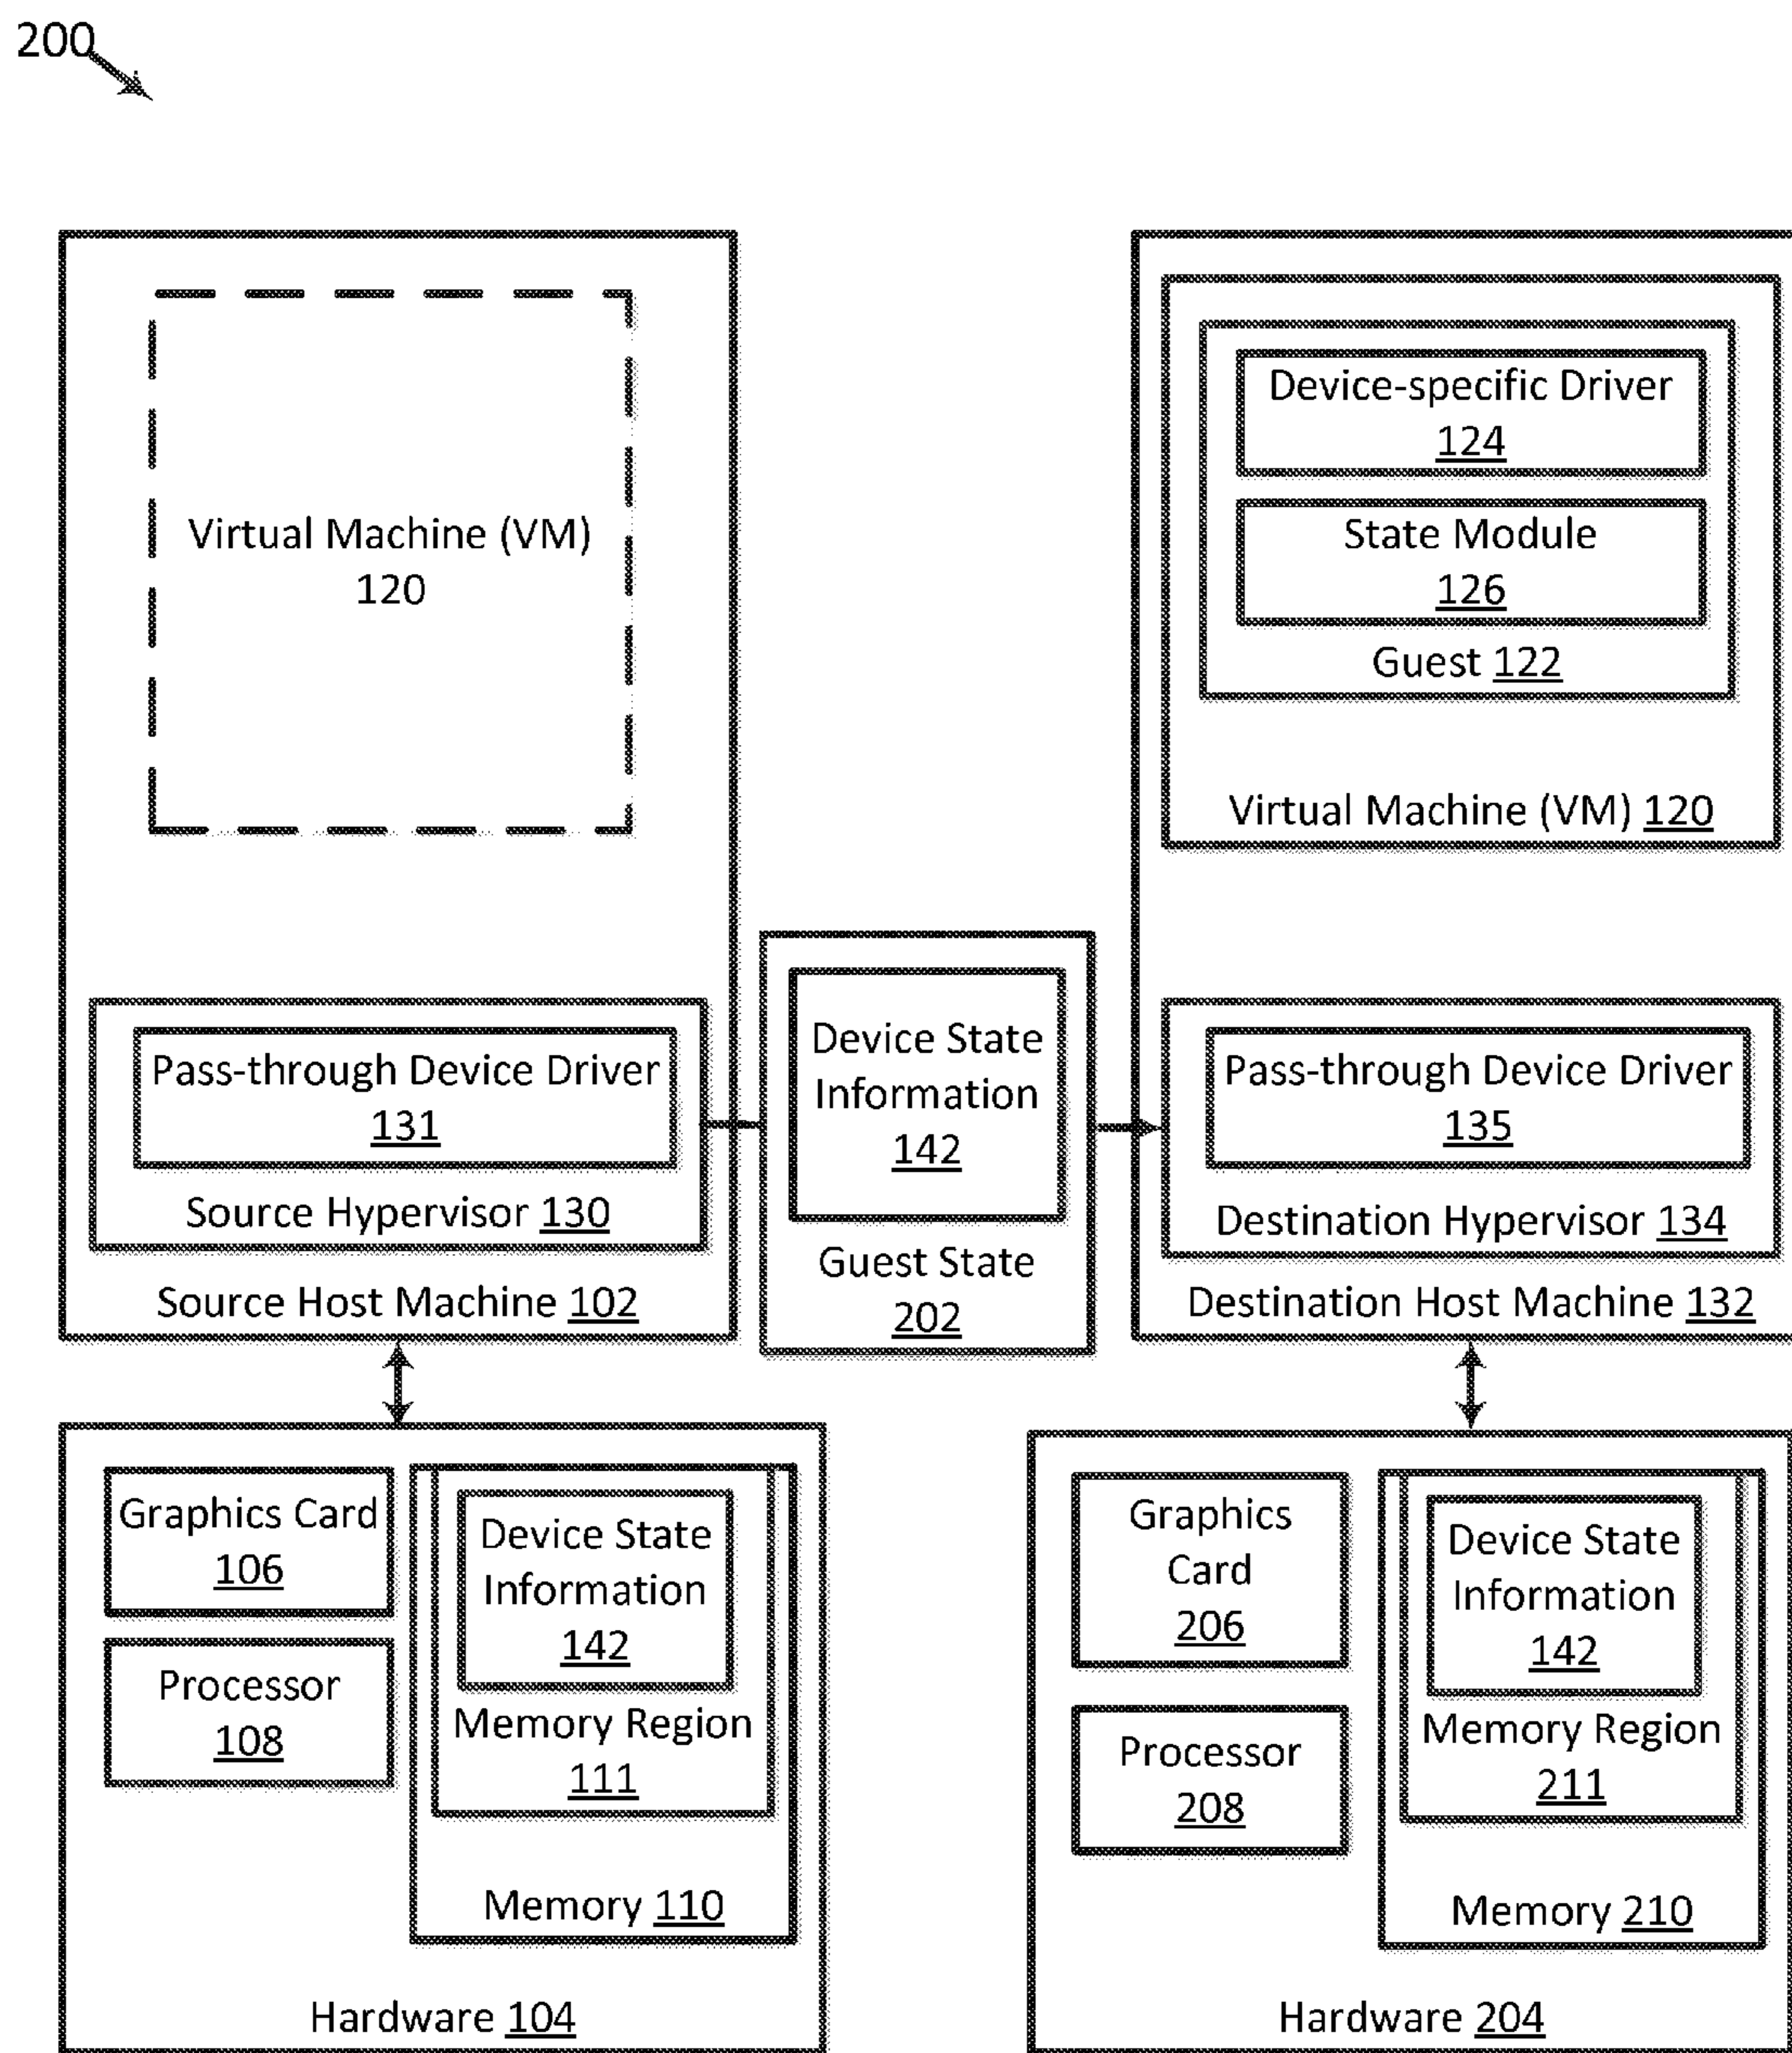 200
Virtual Machine (VM)
120
Device-specific Driver
124
State Module
126
Guest 122
Virtual Machine (VM) 120
Pass-through Device Driver
131
Source Hypervisor 130
Source Host Machine 102
Device State
Information
142
Guest State
202
Pass-through Device Driver
135
Destination Hypervisor 134
Destination Host Machine 132
Graphics Card
106
Processor
108
Device State
Information
142
Memory Region
111
Memory 110
Hardware 104
Graphics
Card
206
Processor
208
Device State
Information
142
Memory Region
211
Memory 210
Hardware 204